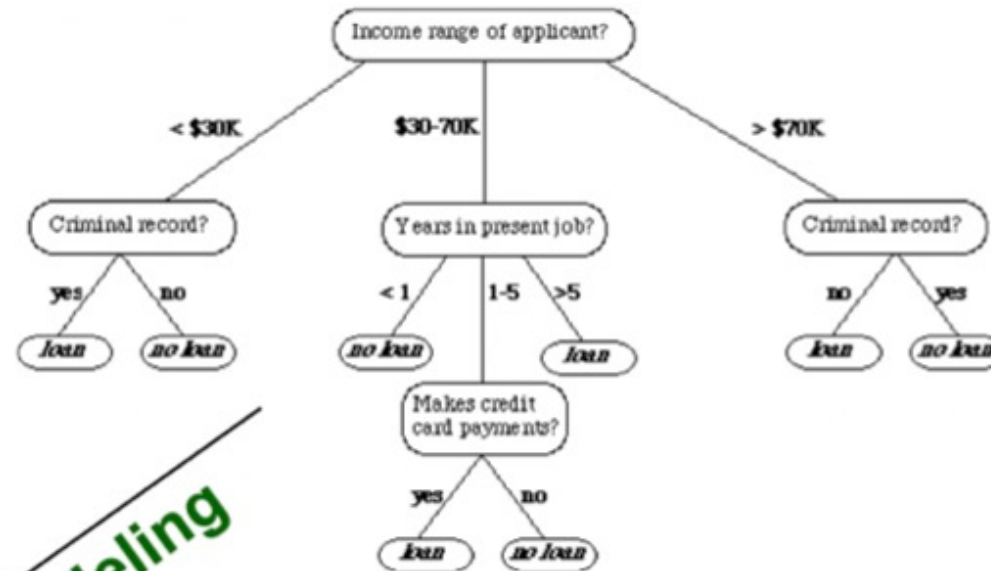 Income range of applicant?
< $30K
$30-70K
> $70K
Criminal record?
Years in present job?
Criminal record?
yes
no
< 1
1-5
>5
no
yes
loan
no loan
no loan
loan
loan
no loan
Makes credit
card payments?
yes
no
loan
no loan